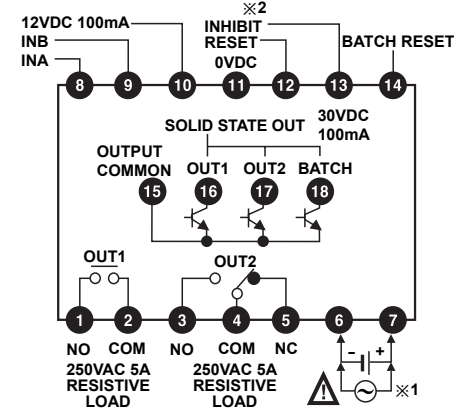 ※2
12VDC 100mA INHIBIT
INB RESET BATCH RESET
INA 0VDC
8 9 10 11 12 13 14
SOLID STATE OUT 30VDC
100mA
OUTPUT
COMMON OUT1 OUT2 BATCH
15 16 17 18
OUT1 OUT2
1 2 3 4 5 6 7
NO COM NO COM NC - +
250VAC 5A 250VAC 5A
RESISTIVE RESISTIVE ! ※1
LOAD LOAD